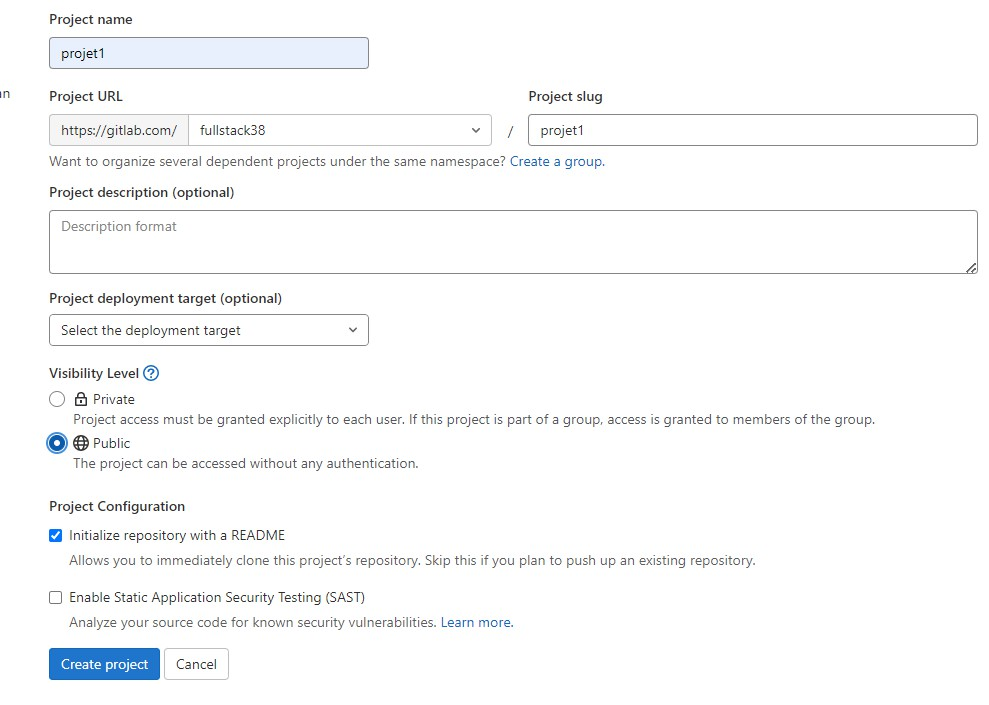 Project name
projet1
an
Project URL
Project slug
https://gitlab.com/ fullstack38 / projet1
Want to organize several dependent projects under the same namespace? Create a group.
Project description (optional)
Description format
Project deployment target (optional)
Select the deployment target
Visibility Level ?
Private
Project access must be granted explicitly to each user. If this project is part of a group, access is granted to members of the group.
Public
The project can be accessed without any authentication.
Project Configuration
Initialize repository with a README
Allows you to immediately clone this project’s repository. Skip this if you plan to push up an existing repository.
Enable Static Application Security Testing (SAST)
Analyze your source code for known security vulnerabilities. Learn more.
Create project Cancel